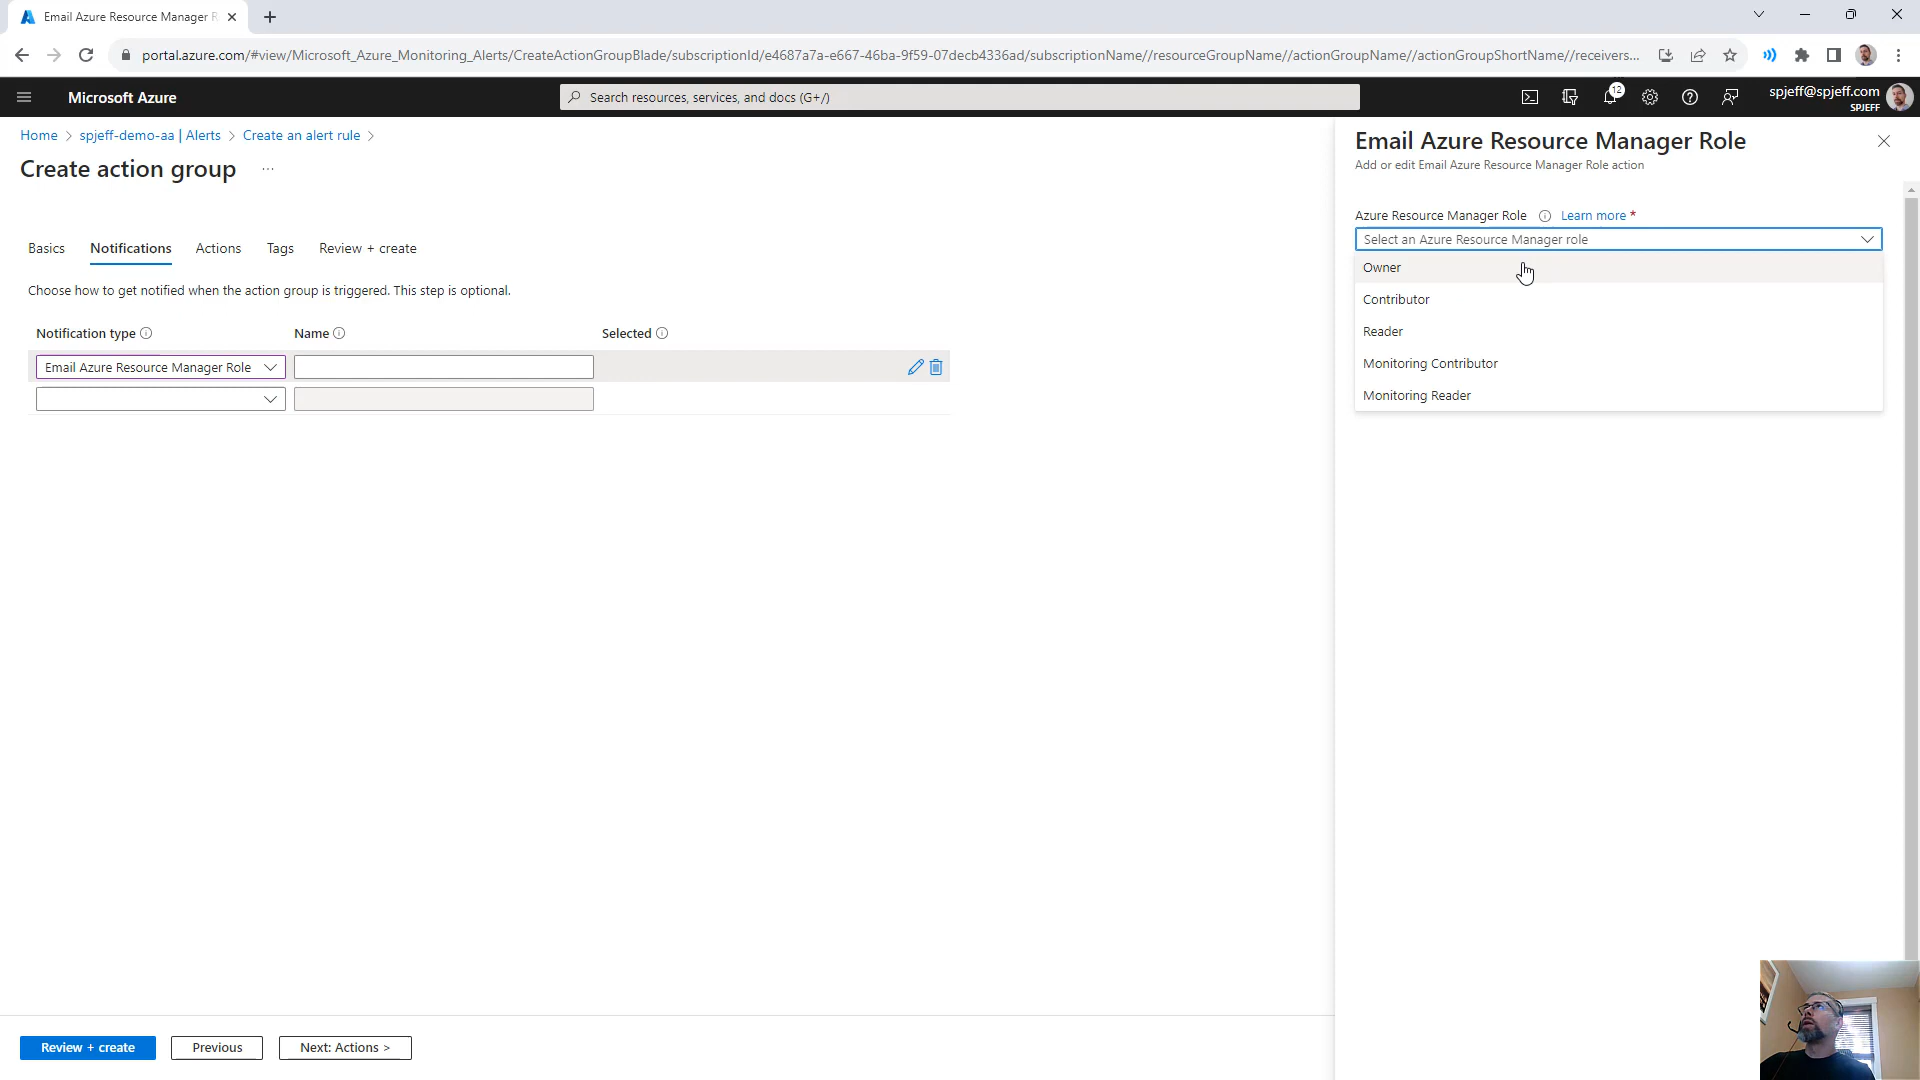 Email Azure Resource Manager R
portal.azure.com/#view/Microsoft_Azure_Monitoring_Alerts/CreateActionGroupBlade/subscriptionId/e4687a7a-e667-46ba-9f59-07decb4336ad/subscriptionName//resourceGroupName//actionGroupName//actionGroupShortName//receivers...
Microsoft Azure
Search resources, services, and docs (G+/)
12
spjeff@spjeff.com
SPJEFF
Home > spjeff-demo-aa | Alerts > Create an alert rule >
Create action group ...
Basics Notifications Actions Tags Review + create
Choose how to get notified when the action group is triggered. This step is optional.
Notification type Name Selected
Email Azure Resource Manager Role
Review + create Previous Next: Actions >
Email Azure Resource Manager Role
Add or edit Email Azure Resource Manager Role action
Azure Resource Manager Role Learn more *
Select an Azure Resource Manager role
Owner
Contributor
Reader
Monitoring Contributor
Monitoring Reader